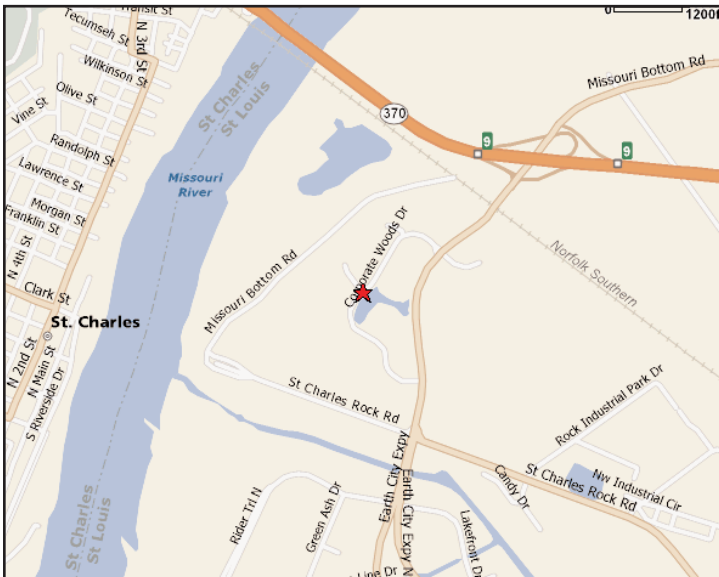 Transit St
Tecumseh St
N 3rd St
Wilkinson St
Olive St
Vine St
Randolph St
Lawrence St
Morgan St
Franklin St
N 4th St
Clark St
St. Charles
N 2nd St
N Main St
S Riverside Dr
St Charles
St Louis
Missouri
River
St Charles
St Louis
0
1200ft
Missouri Bottom Rd
370
9
9
Norfolk Southern
Missouri Bottom Rd
Corporate Woods Dr
St Charles Rock Rd
Earth City Expy
Earth City Expy N
Rider Trl N
Green Ash Dr
Line Dr
Lakefront Dr
Candy Dr
Rock Industrial Park Dr
St Charles Rock Rd
Nw Industrial Cir